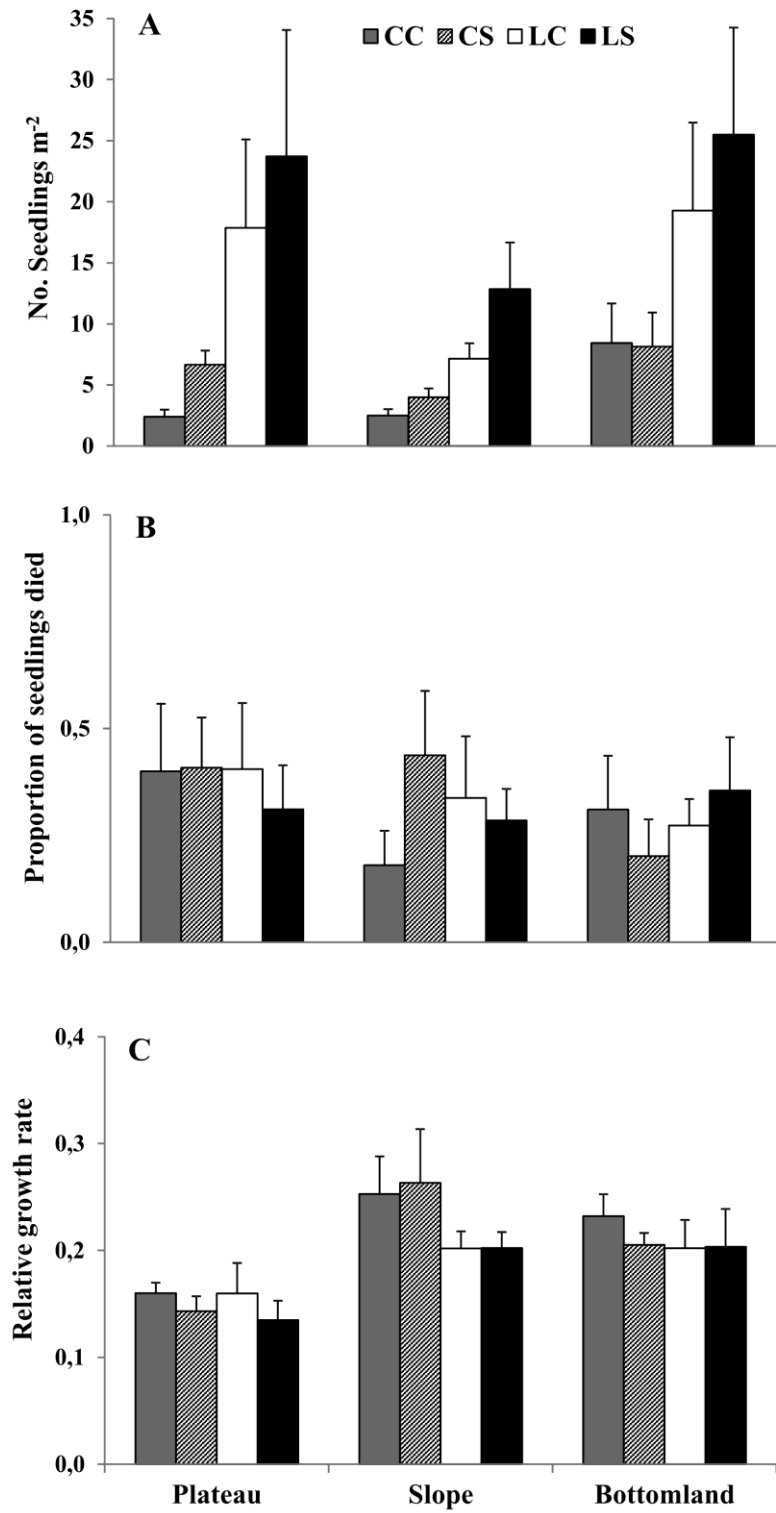 A
CC CS LC LS
No. Seedlings m⁻²
35
30
25
20
15
10
5
0
B
Proportion of seedlings died
1,0
0,5
0,0
C
Relative growth rate
0,4
0,3
0,2
0,1
0,0
Plateau Slope Bottomland